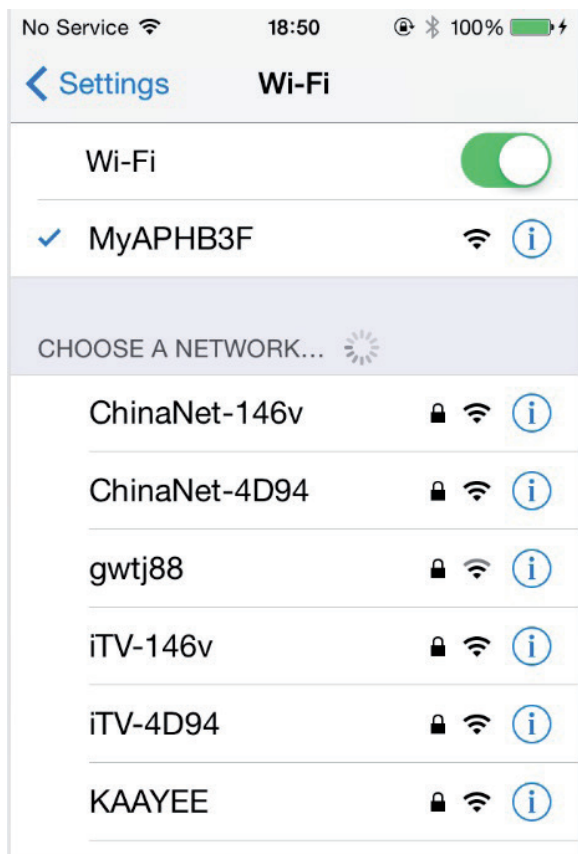 No Service 18:50 100%
Settings Wi-Fi
Wi-Fi
MyAPHB3F
CHOOSE A NETWORK...
ChinaNet-146v
ChinaNet-4D94
gwtj88
iTV-146v
iTV-4D94
KAAYEE